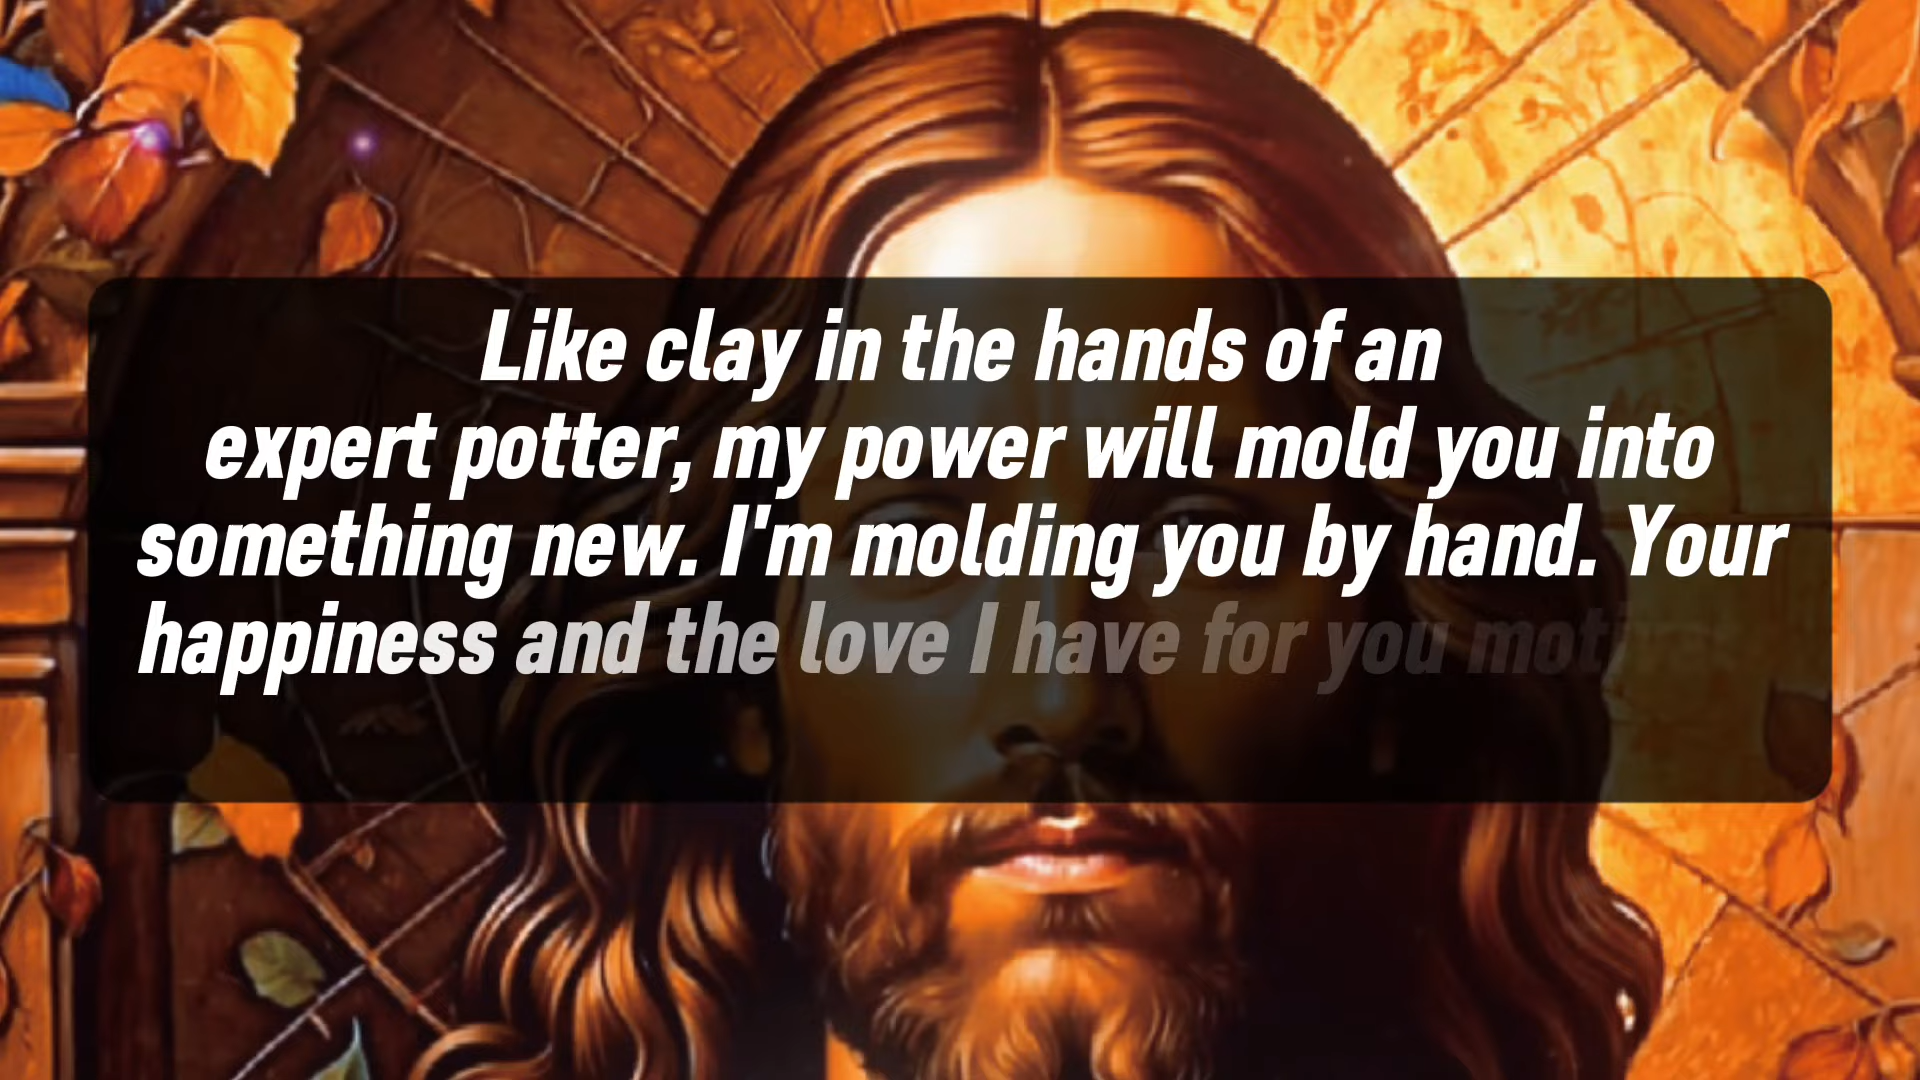 Like clay in the hands of an
expert potter, my power will mold you into
something new. I'm molding you by hand. Your
happiness and the love I have for you